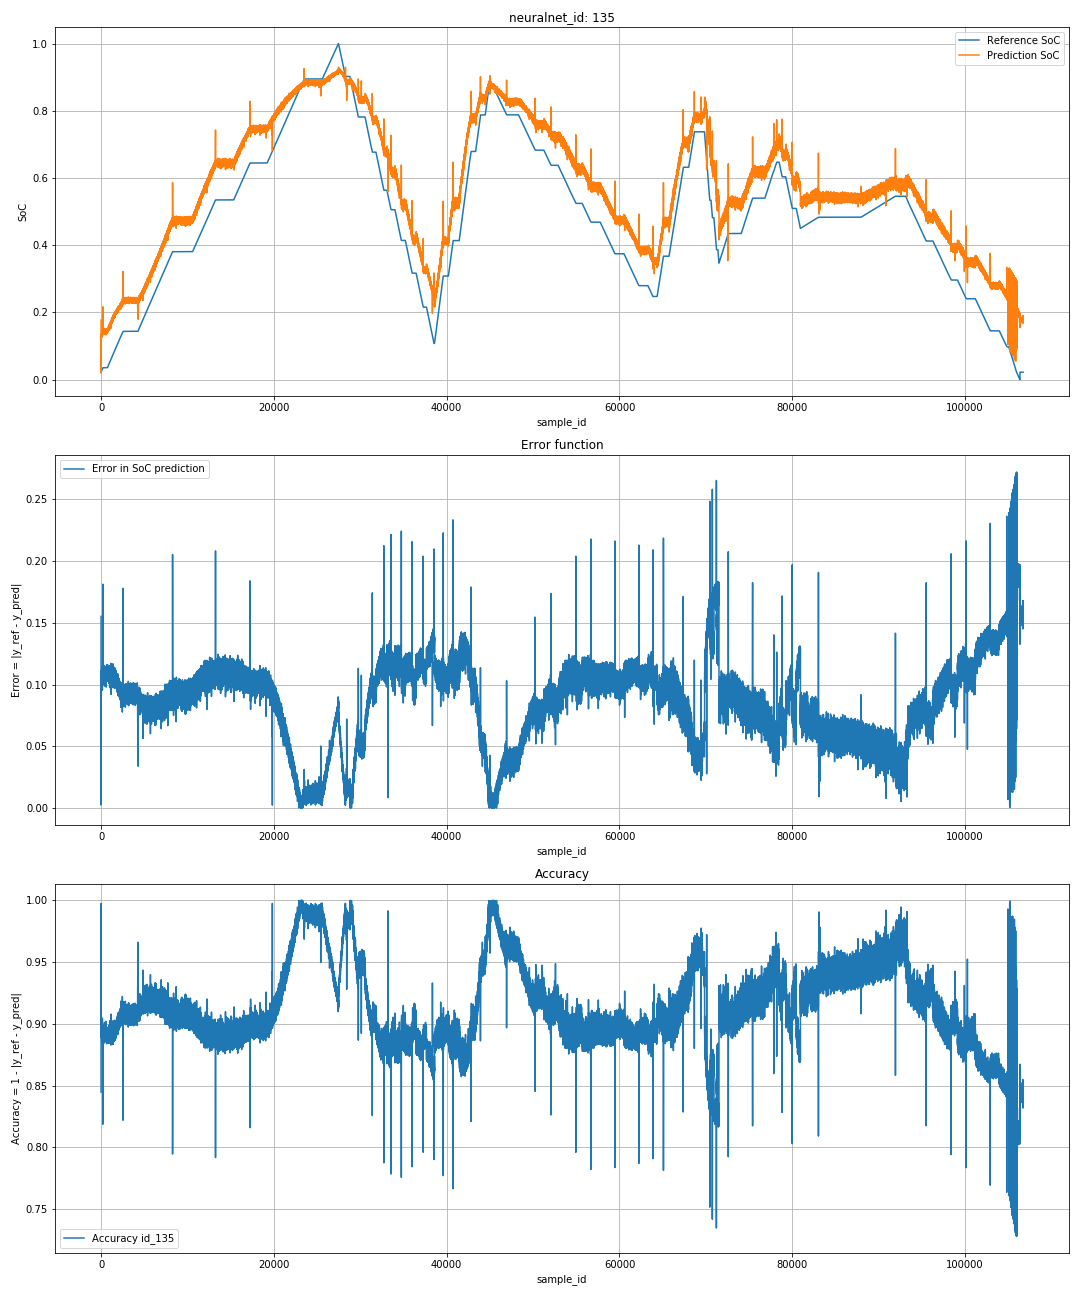 neuralnet_id: 135
Reference SoC
Prediction SoC
SoC
1.0
0.8
0.6
0.4
0.2
0.0
0 20000 40000 60000 80000 100000
sample_id
Error function
Error in SoC prediction
Error = |y_ref - y_pred|
0.25
0.20
0.15
0.10
0.05
0.00
0 20000 40000 60000 80000 100000
sample_id
Accuracy
Accuracy = 1 - |y_ref - y_pred|
1.00
0.95
0.90
0.85
0.80
0.75
Accuracy id_135
0 20000 40000 60000 80000 100000
sample_id